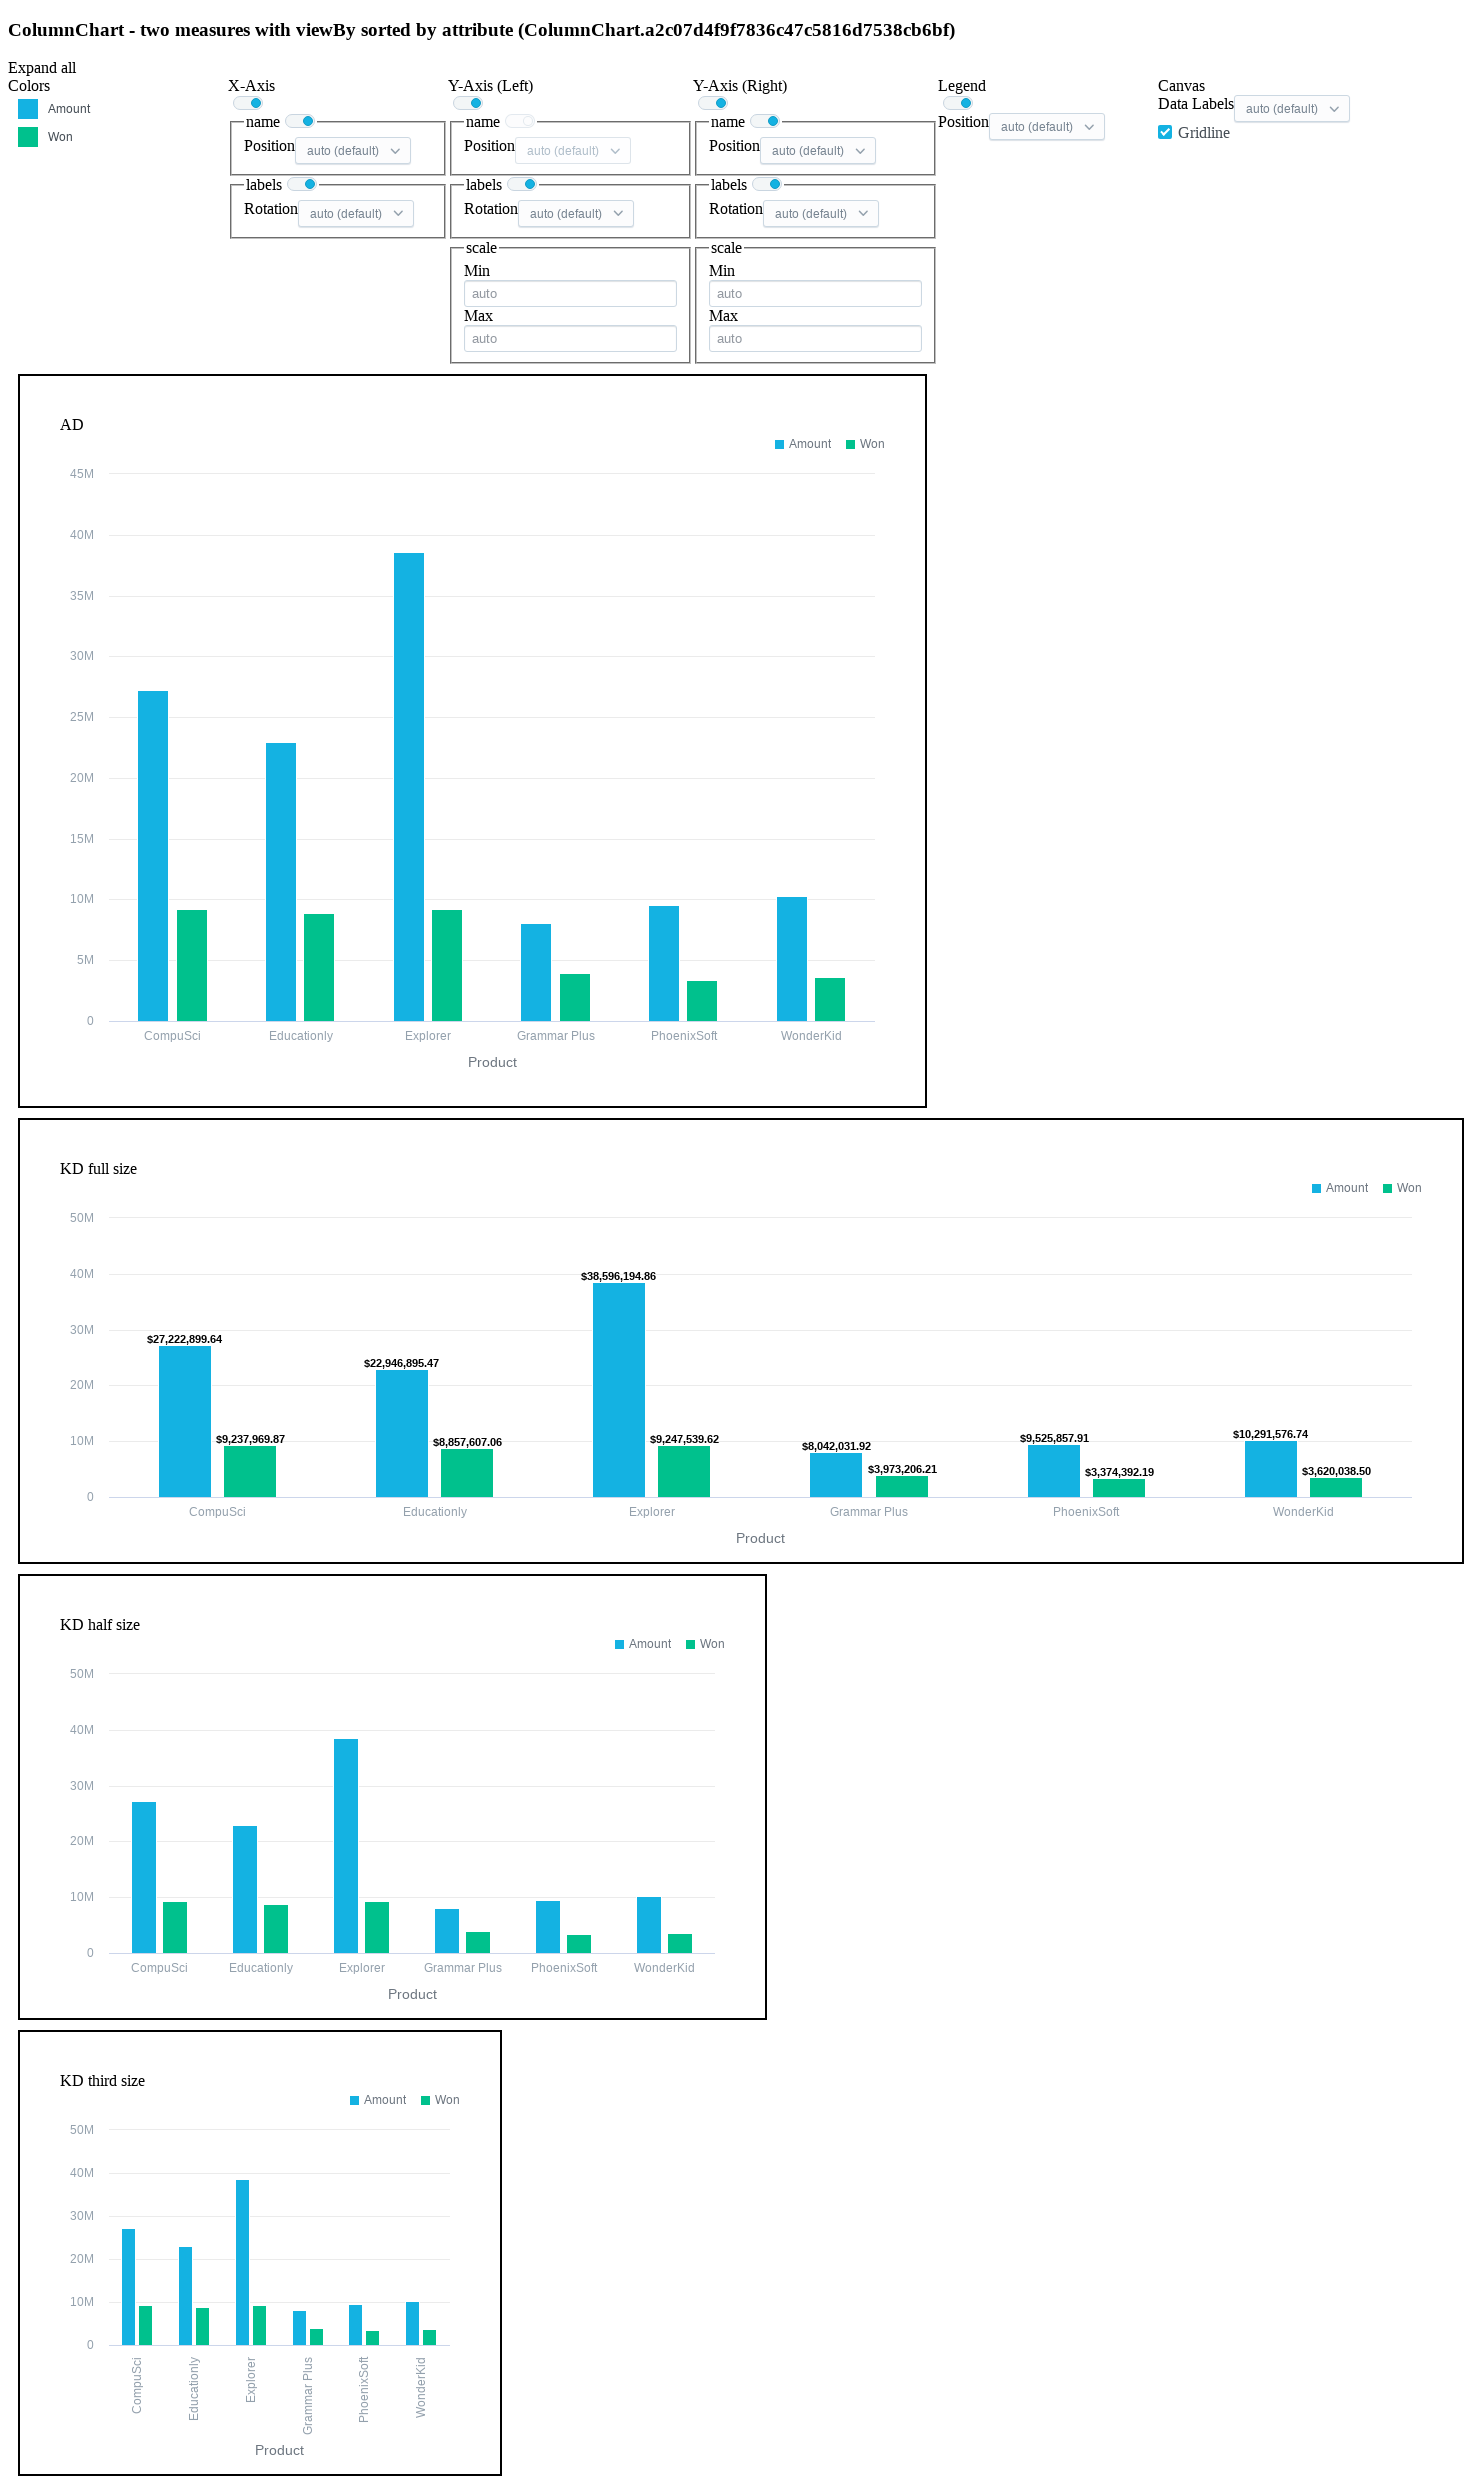 ColumnChart - two measures with viewBy sorted by attribute (ColumnChart.a2c07d4f9f7836c47c5816d7538cb6bf)
Expand all
Colors
Amount
Won
X-Axis
name
Position auto (default)
labels
Rotation auto (default)
Y-Axis (Left)
name
Position auto (default)
labels
Rotation auto (default)
scale
Min
auto
Max
auto
Y-Axis (Right)
name
Position auto (default)
labels
Rotation auto (default)
scale
Min
auto
Max
auto
Legend
Position auto (default)
Canvas
Data Labels auto (default)
Gridline
AD
Amount Won
45M
40M
35M
30M
25M
20M
15M
10M
5M
0
CompuSci Educationly Explorer Grammar Plus PhoenixSoft WonderKid
Product
KD full size
Amount Won
50M
40M
30M
20M
10M
0
$27,222,899.64
$9,237,969.87
$22,946,895.47
$8,857,607.06
$38,596,194.86
$9,247,539.62
$8,042,031.92
$3,973,206.21
$9,525,857.91
$3,374,392.19
$10,291,576.74
$3,620,038.50
CompuSci Educationly Explorer Grammar Plus PhoenixSoft WonderKid
Product
KD half size
Amount Won
50M
40M
30M
20M
10M
0
CompuSci Educationly Explorer Grammar Plus PhoenixSoft WonderKid
Product
KD third size
Amount Won
50M
40M
30M
20M
10M
0
CompuSci
Educationly
Explorer
Grammar Plus
PhoenixSoft
WonderKid
Product